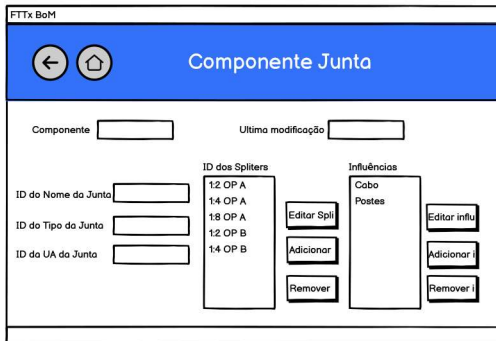 FTTx BoM
Componente Junta
Componente
Ultima modificação
ID dos Spliters
Influências
ID do Nome da Junta
ID do Tipo da Junta
ID da UA da Junta
1:2 OP A
1:4 OP A
1:8 OP A
1:2 OP B
1:4 OP B
Editar Spli
Adicionar
Remover
Cabo
Postes
Editar influ
Adicionar i
Remover i